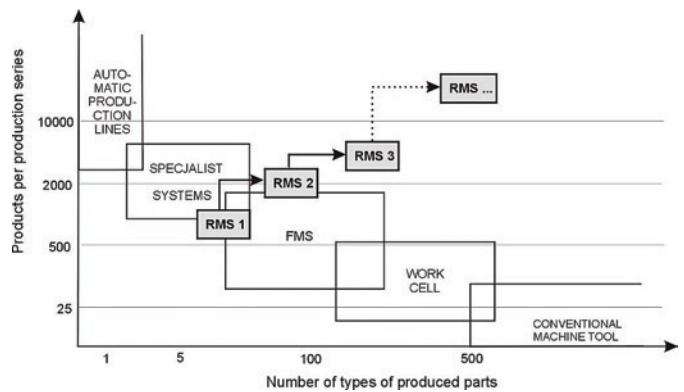 Products per production series
10000
2000
500
25
AUTO-
MATIC
PRODU-
CTION
LINES
SPECJALIST
SYSTEMS
RMS 1
RMS 2
RMS 3
RMS ...
FMS
WORK
CELL
CONVENTIONAL
MACHINE TOOL
1
5
100
500
Number of types of produced parts